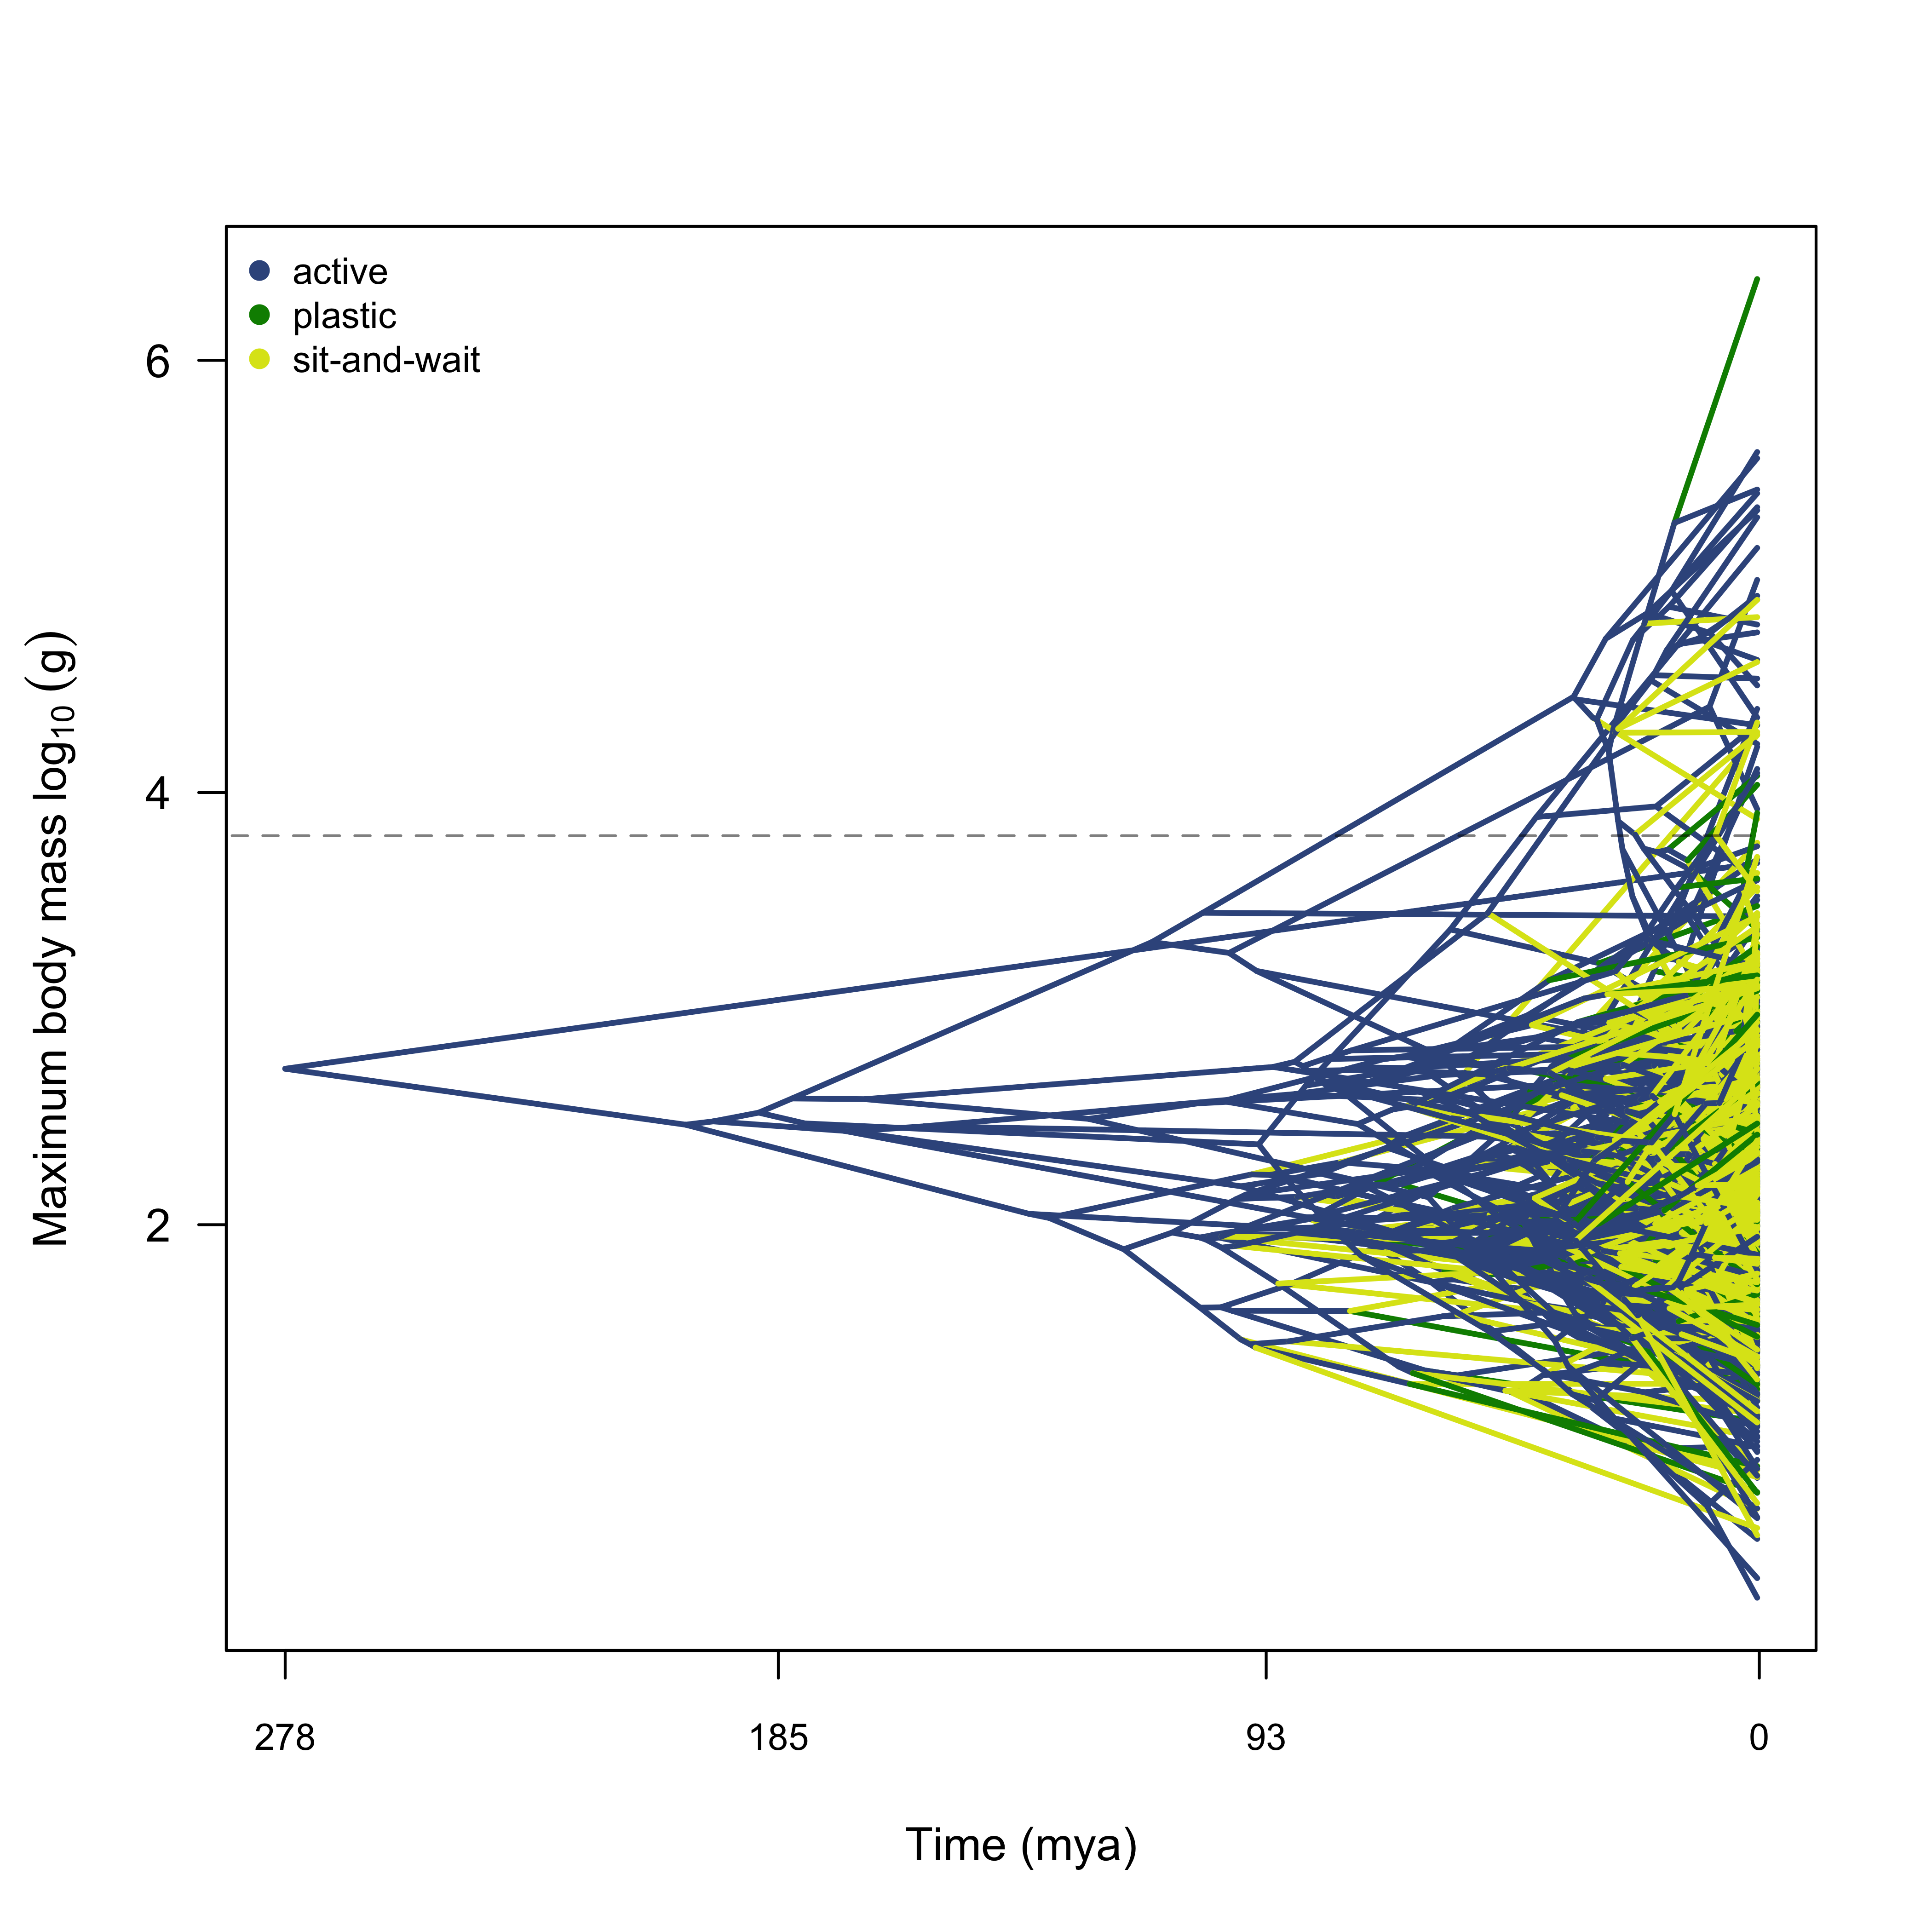 active
plastic
sit-and-wait
6
4
2
Maximum body mass log₁₀ (g)
278 185 93 0
Time (mya)